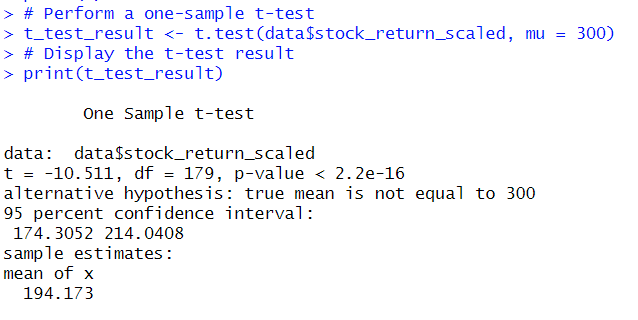 > # Perform a one-sample t-test
> t_test_result <- t.test(data$stock_return_scaled, mu = 300)
> # Display the t-test result
> print(t_test_result)
One Sample t-test
data:  data$stock_return_scaled
t = -10.511, df = 179, p-value < 2.2e-16
alternative hypothesis: true mean is not equal to 300
95 percent confidence interval:
174.3052 214.0408
sample estimates:
mean of x
194.173